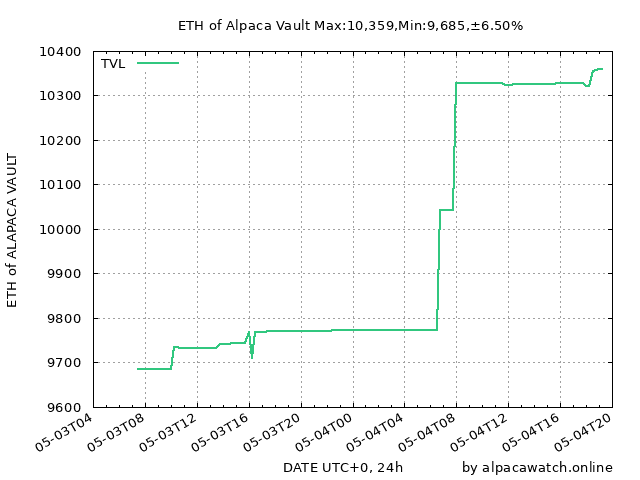 ETH of Alpaca Vault Max:10,359,Min:9,685,±6.50%
TVL
10400
10300
10200
10100
10000
9900
9800
9700
9600
ETH of ALAPACA VAULT
05-03T04
05-03T08
05-03T12
05-03T16
05-03T20
05-04T00
05-04T04
05-04T08
05-04T12
05-04T16
05-04T20
DATE UTC+0, 24h
by alpacawatch.online